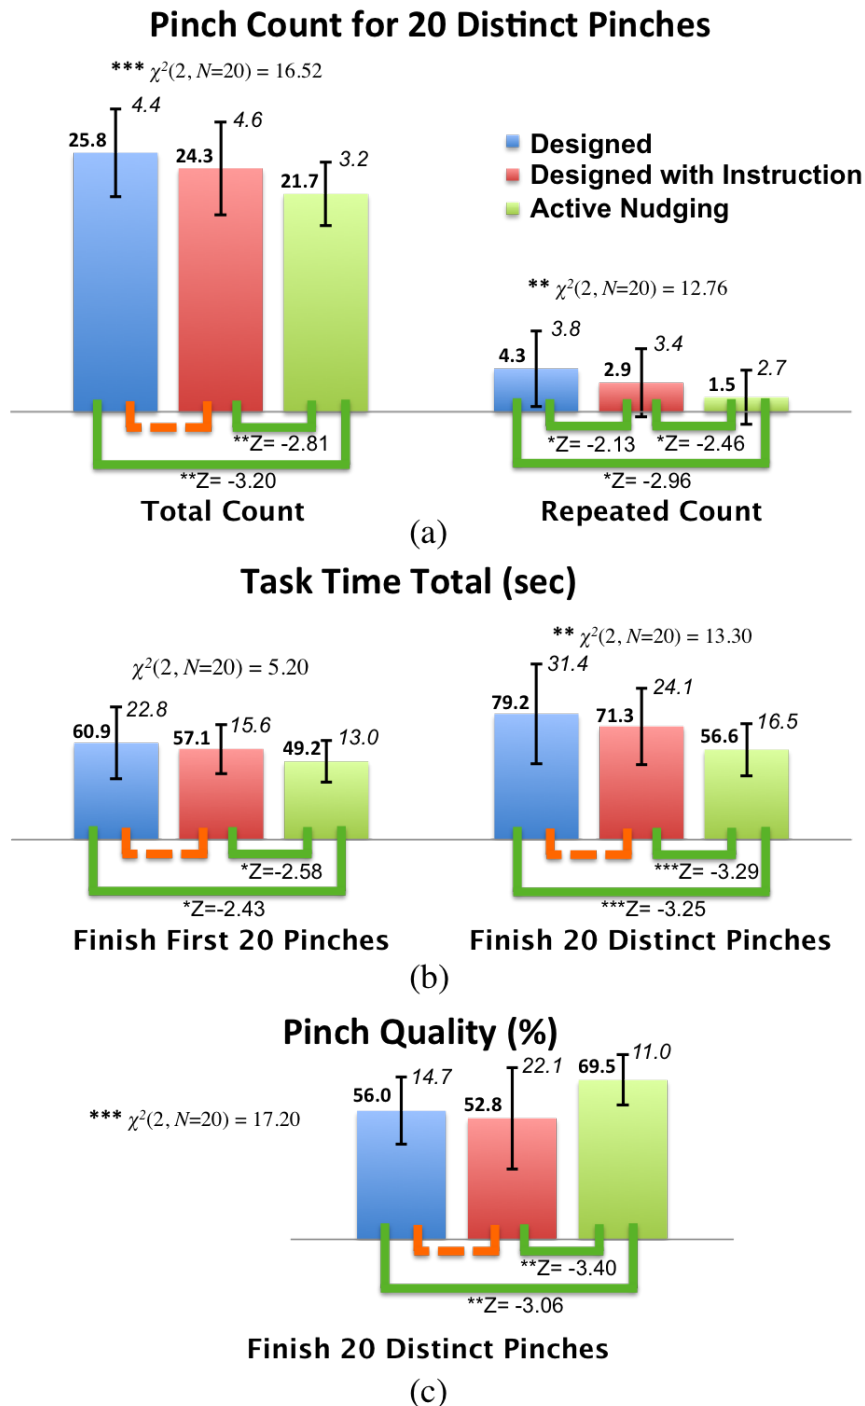 Pinch Count for 20 Distinct Pinches
*** χ²(2, N=20) = 16.52
4.4
4.6
25.8
24.3
3.2
21.7
Designed
Designed with Instruction
Active Nudging
** χ²(2, N=20) = 12.76
3.8
3.4
2.7
4.3
2.9
1.5
**Z= -2.81
**Z= -3.20
*Z= -2.13
*Z= -2.46
*Z= -2.96
Total Count
Repeated Count
(a)
Task Time Total (sec)
χ²(2, N=20) = 5.20
22.8
15.6
13.0
60.9
57.1
49.2
** χ²(2, N=20) = 13.30
31.4
24.1
16.5
79.2
71.3
56.6
*Z=-2.58
*Z=-2.43
***Z= -3.29
***Z= -3.25
Finish First 20 Pinches
Finish 20 Distinct Pinches
(b)
Pinch Quality (%)
*** χ²(2, N=20) = 17.20
14.7
22.1
11.0
56.0
52.8
69.5
**Z= -3.40
**Z= -3.06
Finish 20 Distinct Pinches
(c)